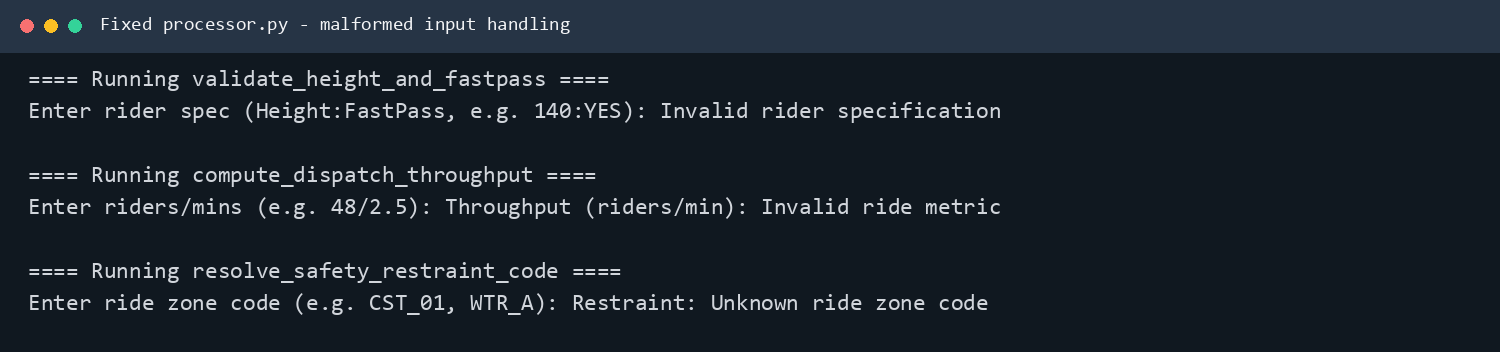 Fixed processor.py - malformed input handling
==== Running validate_height_and_fastpass ====
Enter rider spec (Height:FastPass, e.g. 140:YES): Invalid rider specification
==== Running compute_dispatch_throughput ====
Enter riders/mins (e.g. 48/2.5): Throughput (riders/min): Invalid ride metric
==== Running resolve_safety_restraint_code ====
Enter ride zone code (e.g. CST_01, WTR_A): Restraint: Unknown ride zone code